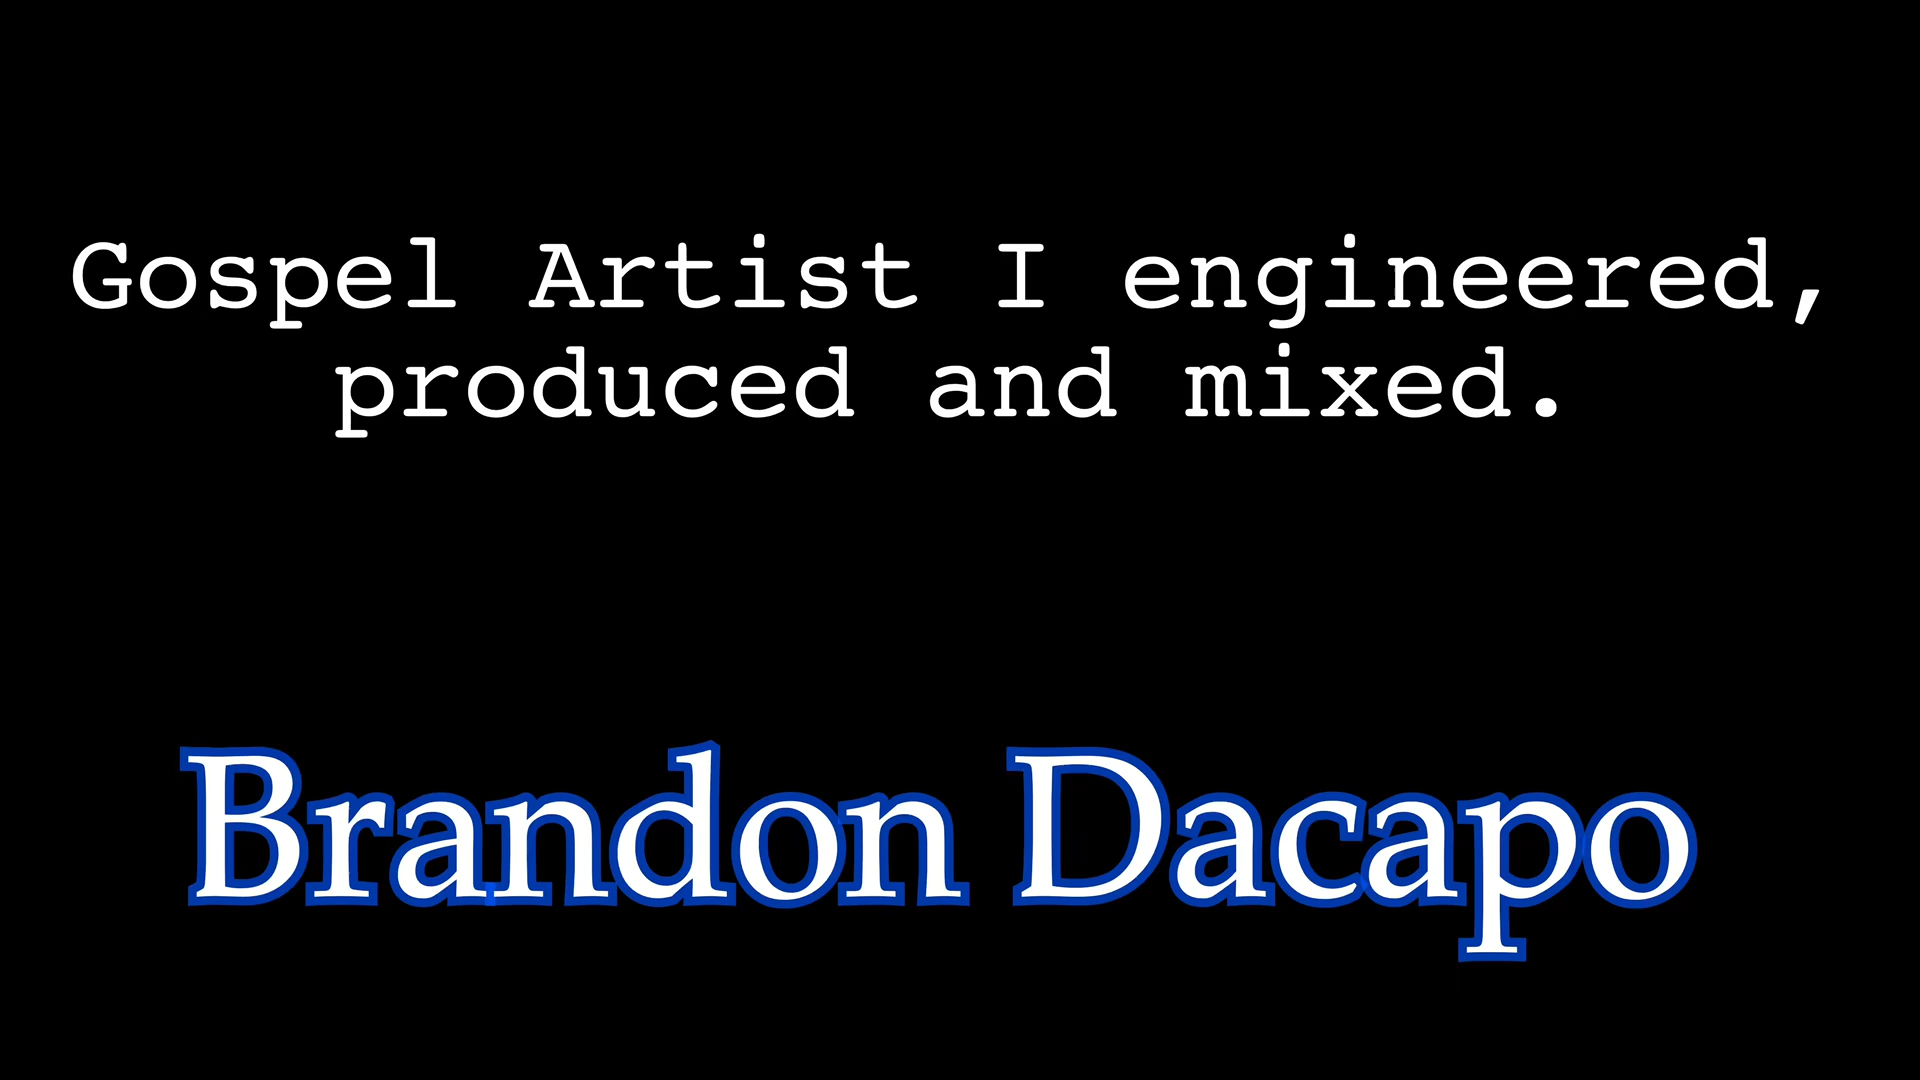 Gospel Artist I engineered,
produced and mixed.
Brandon Dacapo